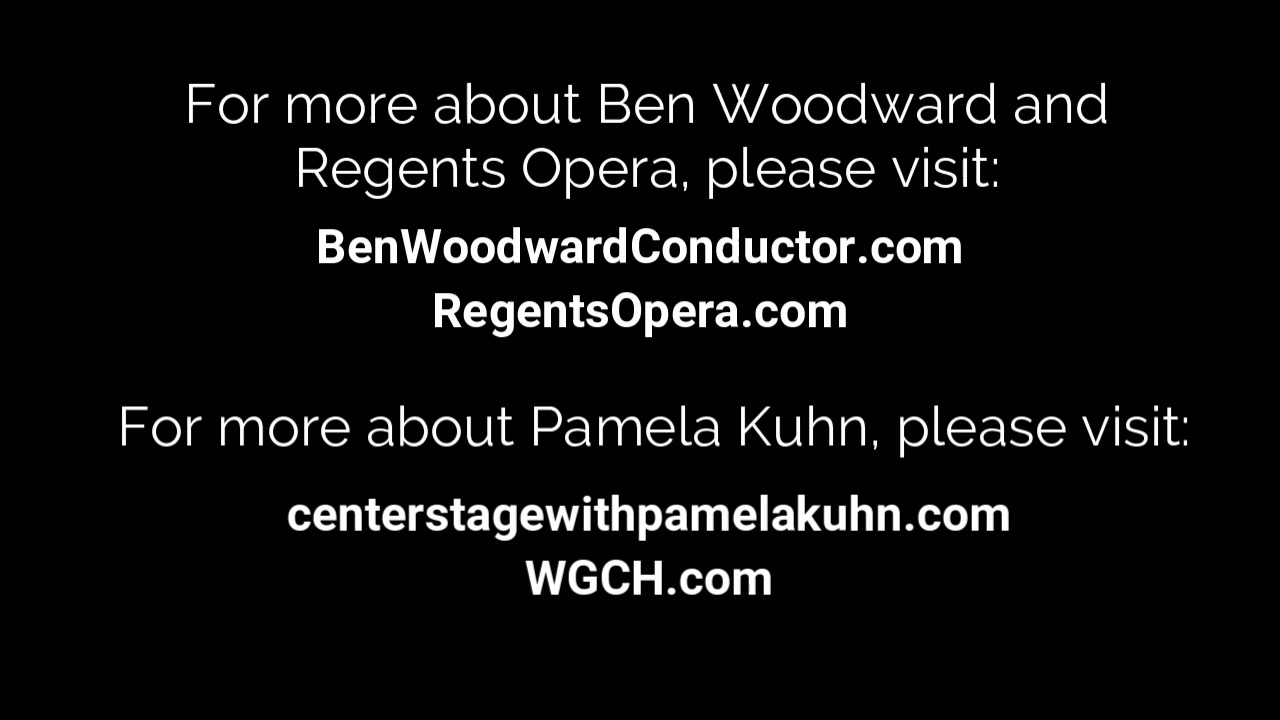 For more about Ben Woodward and
Regents Opera, please visit:
BenWoodwardConductor.com
RegentsOpera.com
For more about Pamela Kuhn, please visit:
centerstagewithpamelakuhn.com
WGCH.com